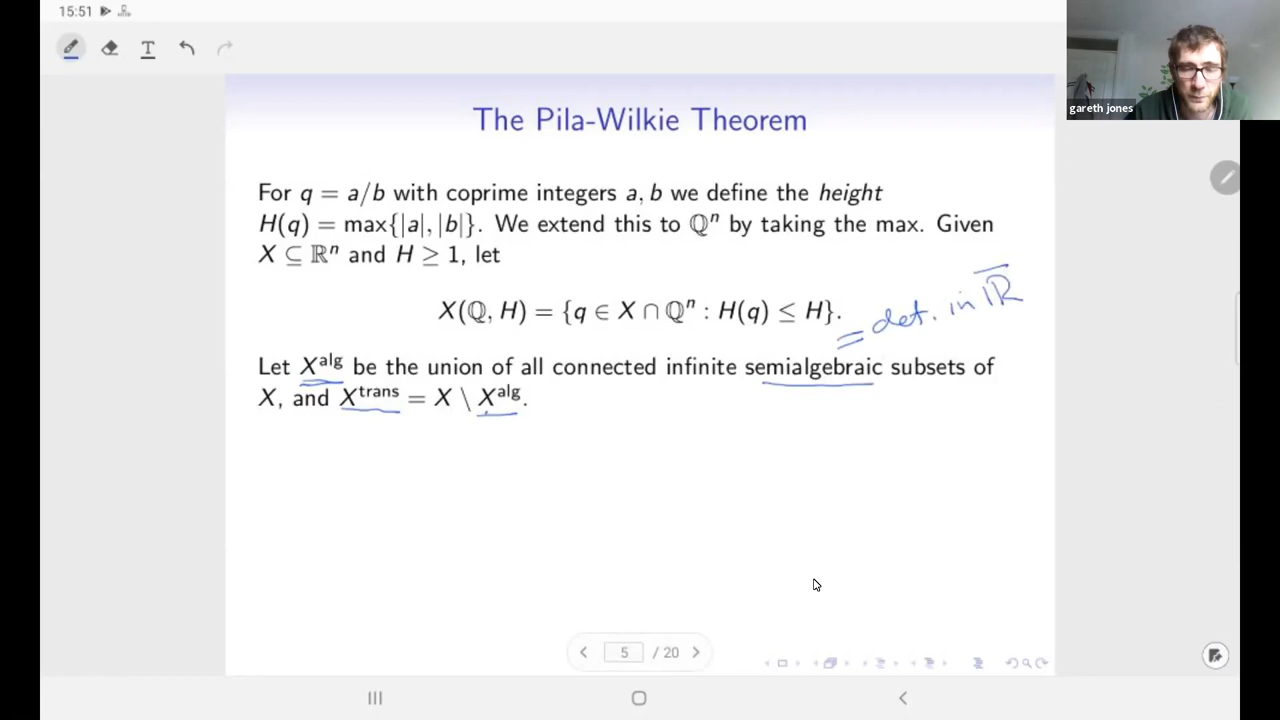 15:51
gareth jones
The Pila-Wilkie Theorem
For q = a/b with coprime integers a, b we define the height
H(q) = max{|a|, |b|}. We extend this to ℚⁿ by taking the max. Given
X ⊆ ℝⁿ and H ≥ 1, let
X(ℚ, H) = {q ∈ X ∩ ℚⁿ : H(q) ≤ H}.
= def. in ℝ̅
Let X^alg be the union of all connected infinite semialgebraic subsets of
X, and X^trans = X \ X^alg.
5 / 20